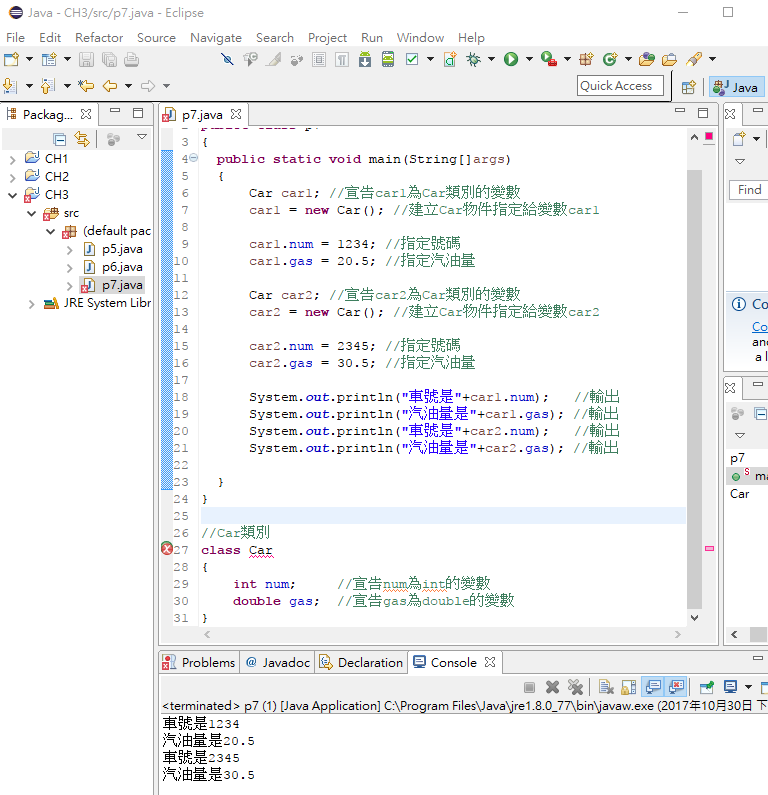 Java - CH3/src/p7.java - Eclipse
File Edit Refactor Source Navigate Search Project Run Window Help
Quick Access
Java
Packag...
CH1
CH2
CH3
src
(default pac
p5.java
p6.java
p7.java
JRE System Libr
p7.java
3 {
4 public static void main(String[]args)
5 {
6 Car car1; //宣告car1為Car類別的變數
7 car1 = new Car(); //建立Car物件指定給變數car1
8
9 car1.num = 1234; //指定號碼
10 car1.gas = 20.5; //指定汽油量
11
12 Car car2; //宣告car2為Car類別的變數
13 car2 = new Car(); //建立Car物件指定給變數car2
14
15 car2.num = 2345; //指定號碼
16 car2.gas = 30.5; //指定汽油量
17
18 System.out.println("車號是"+car1.num); //輸出
19 System.out.println("汽油量是"+car1.gas); //輸出
20 System.out.println("車號是"+car2.num); //輸出
21 System.out.println("汽油量是"+car2.gas); //輸出
22
23 }
24 }
25
26 //Car類別
27 class Car
28 {
29 int num; //宣告num為int的變數
30 double gas; //宣告gas為double的變數
31 }
Find
Co
Co
and
a l
p7
ma
Car
Problems @ Javadoc Declaration Console
<terminated> p7 (1) [Java Application] C:\Program Files\Java\jre1.8.0_77\bin\javaw.exe (2017年10月30日 下
車號是1234
汽油量是20.5
車號是2345
汽油量是30.5